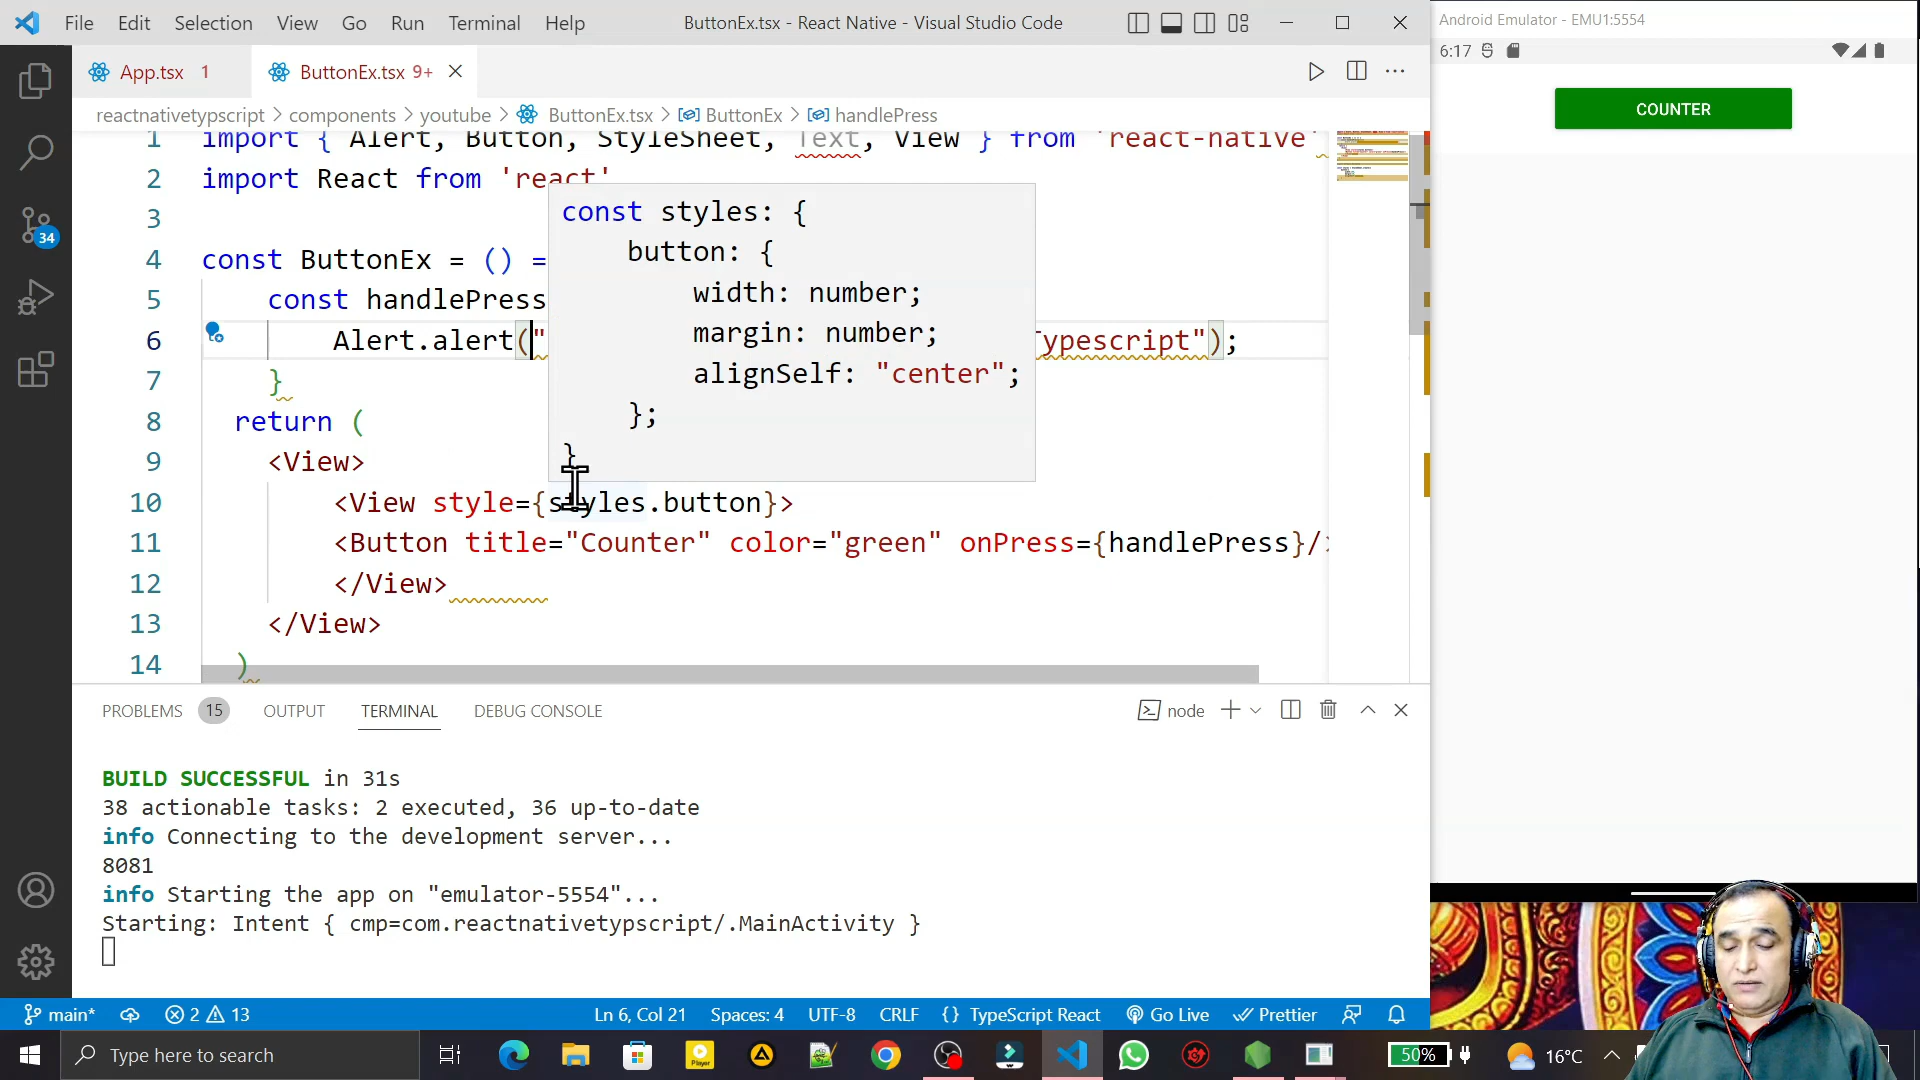 File Edit Selection View Go Run Terminal Help
ButtonEx.tsx - React Native - Visual Studio Code
App.tsx 1
ButtonEx.tsx 9+
reactnativetypscript > components > youtube > ButtonEx.tsx > ButtonEx > handlePress
1 import { Alert, Button, StyleSheet, Text, View } from 'react-native'
2 import React from 'react'
3
4 const ButtonEx = () =
5 const handlePress
6 Alert.alert(" Typescript");
7 }
8 return (
9 <View>
10 <View style={styles.button}>
11 <Button title="Counter" color="green" onPress={handlePress}/>
12 </View>
13 </View>
14 )
const styles: {
button: {
width: number;
margin: number;
alignSelf: "center";
};
}
PROBLEMS 15 OUTPUT TERMINAL DEBUG CONSOLE
node
BUILD SUCCESSFUL in 31s
38 actionable tasks: 2 executed, 36 up-to-date
info Connecting to the development server...
8081
info Starting the app on "emulator-5554"...
Starting: Intent { cmp=com.reactnativetypscript/.MainActivity }
34
main* 2 13
Ln 6, Col 21 Spaces: 4 UTF-8 CRLF {} TypeScript React Go Live Prettier
Type here to search
Player
50%
16°C
Android Emulator - EMU1:5554
6:17
COUNTER